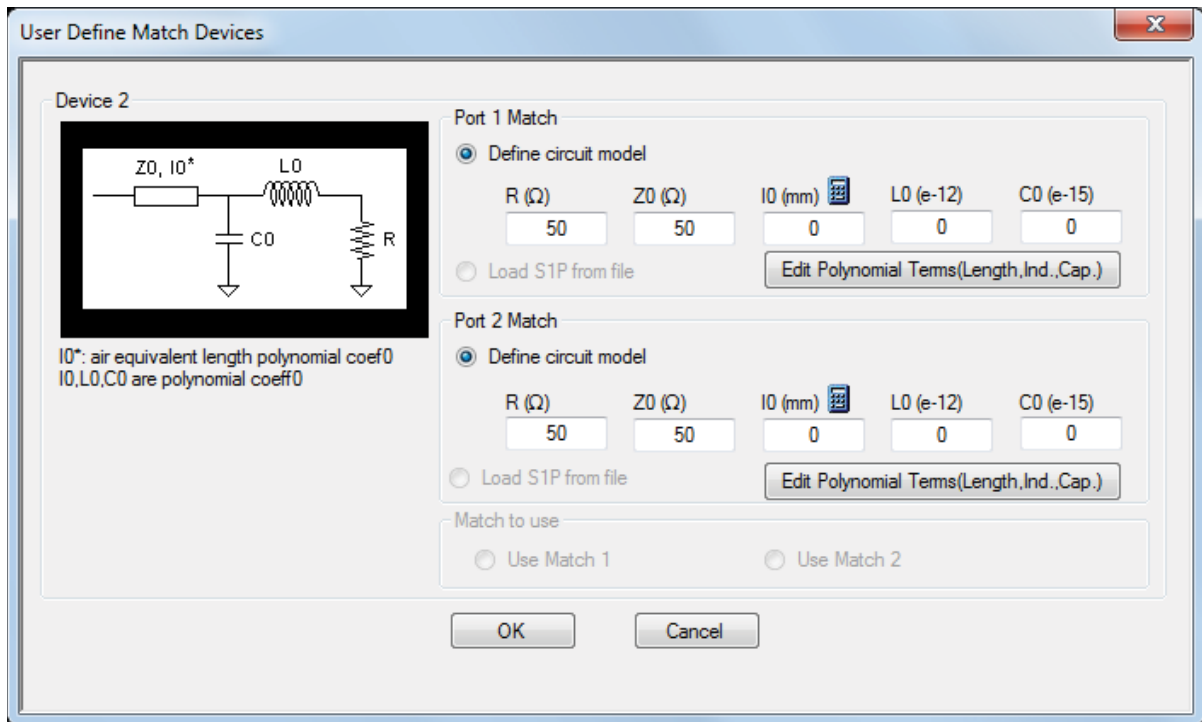 User Define Match Devices
x
Device 2
Z0, l0*
L0
C0
R
l0*: air equivalent length polynomial coef0
l0,L0,C0 are polynomial coeff0
Port 1 Match
Define circuit model
R (Ω) Z0 (Ω) l0 (mm) L0 (e-12) C0 (e-15)
50 50 0 0 0
Load S1P from file Edit Polynomial Terms(Length,Ind.,Cap.)
Port 2 Match
Define circuit model
R (Ω) Z0 (Ω) l0 (mm) L0 (e-12) C0 (e-15)
50 50 0 0 0
Load S1P from file Edit Polynomial Terms(Length,Ind.,Cap.)
Match to use
Use Match 1 Use Match 2
OK Cancel